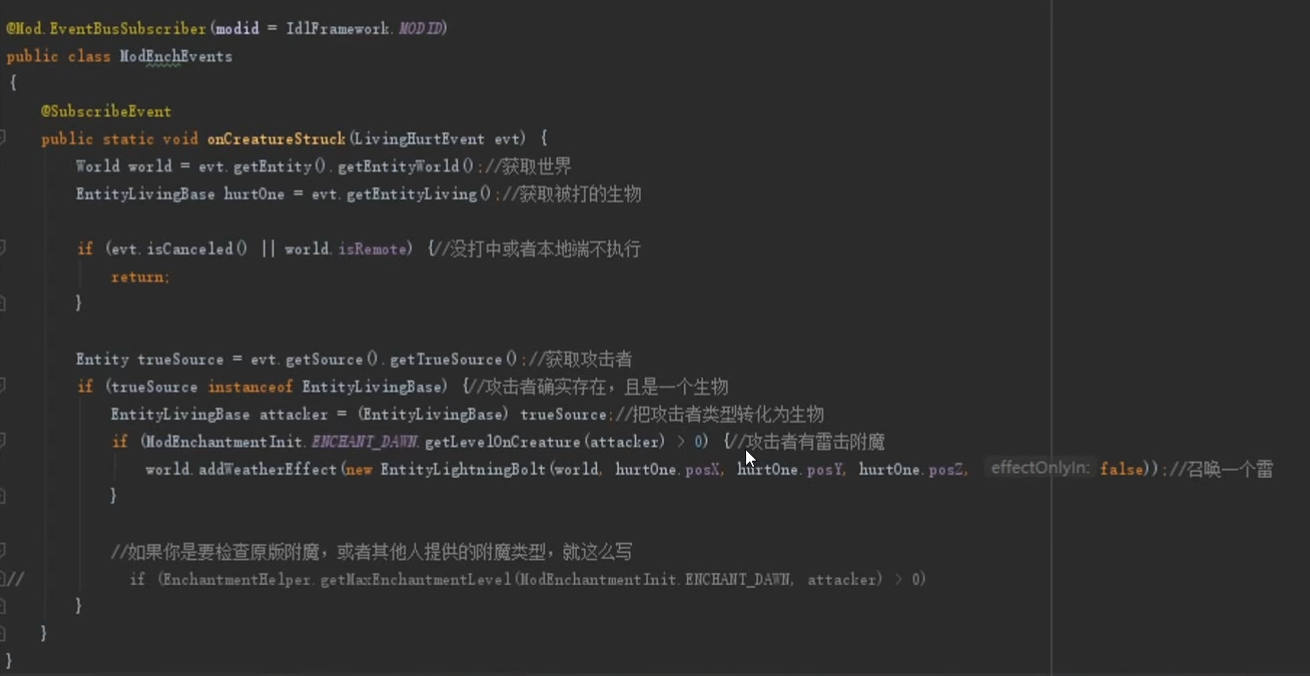 @Mod.EventBusSubscriber(modid = IdlFramework.MODID)
public class ModEnchEvents
{
@SubscribeEvent
public static void onCreatureStruck(LivingHurtEvent evt) {
World world = evt.getEntity().getEntityWorld();//获取世界
EntityLivingBase hurtOne = evt.getEntityLiving();//获取被打的生物
if (evt.isCanceled() || world.isRemote) {//没打中或者本地端不执行
return;
}
Entity trueSource = evt.getSource().getTrueSource();//获取攻击者
if (trueSource instanceof EntityLivingBase) {//攻击者确实存在，且是一个生物
EntityLivingBase attacker = (EntityLivingBase) trueSource;//把攻击者类型转化为生物
if (ModEnchantmentInit.ENCHANT_DAWN.getLevelOnCreature(attacker) > 0) {//攻击者有雷击附魔
world.addWeatherEffect(new EntityLightningBolt(world, hurtOne.posX, hurtOne.posY, hurtOne.posZ, effectOnlyIn: false));//召唤一个雷
}
//如果你是要检查原版附魔，或者其他人提供的附魔类型，就这么写
// if (EnchantmentHelper.getMaxEnchantmentLevel(ModEnchantmentInit.ENCHANT_DAWN, attacker) > 0)
}
}
}